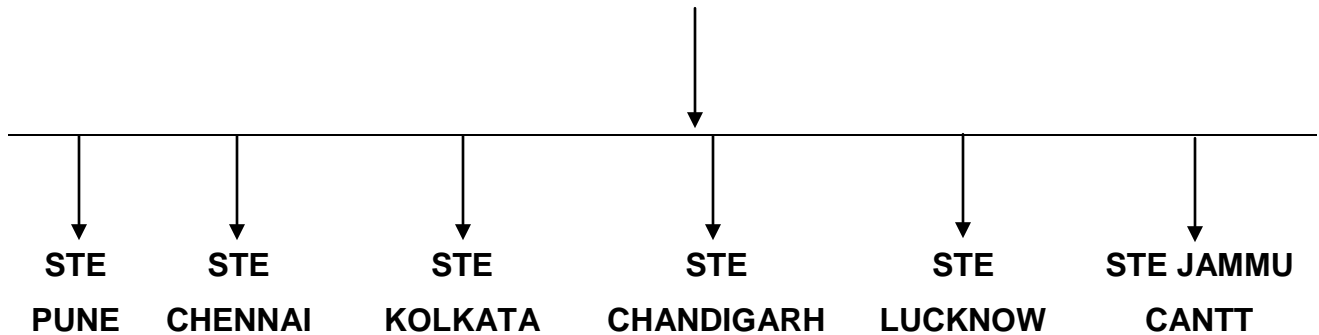 STE STE STE STE STE STE JAMMU
PUNE CHENNAI KOLKATA CHANDIGARH LUCKNOW CANTT